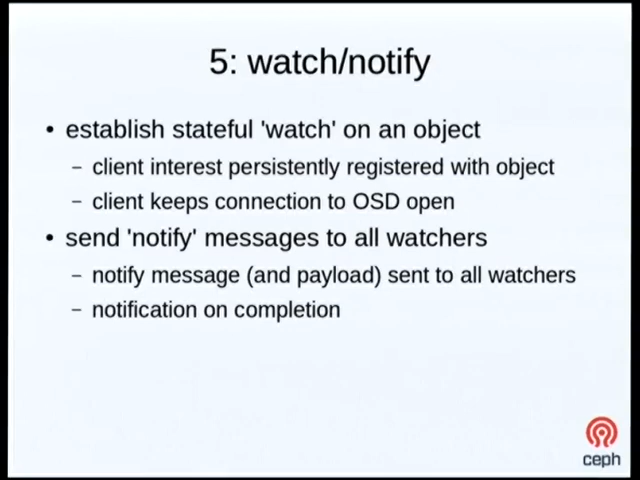 5: watch/notify
• establish stateful 'watch' on an object
– client interest persistently registered with object
– client keeps connection to OSD open
• send 'notify' messages to all watchers
– notify message (and payload) sent to all watchers
– notification on completion
ceph